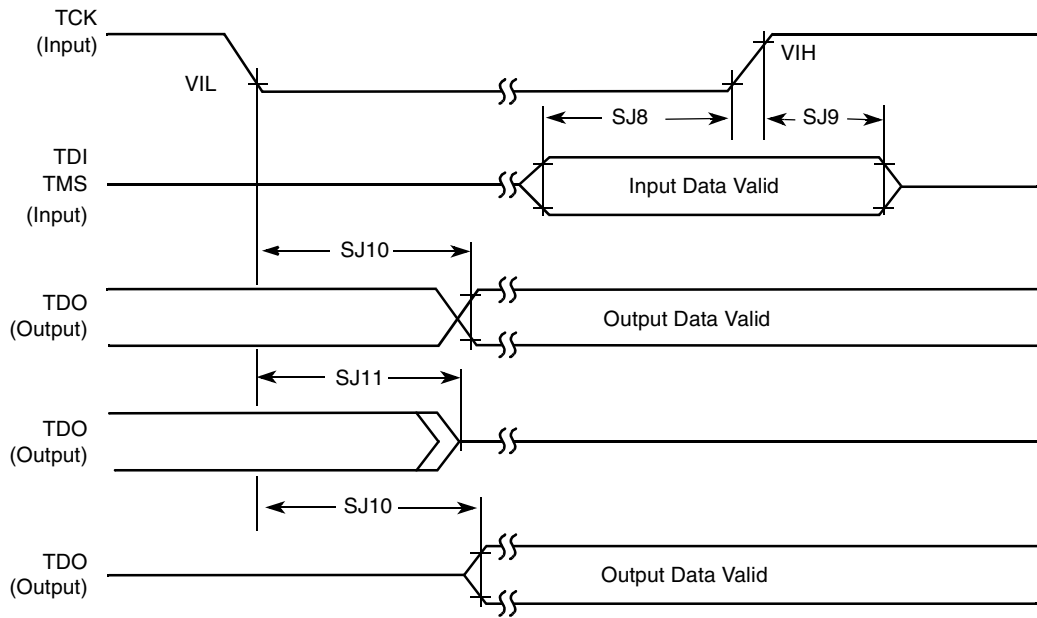 TCK
(Input)
VIL
VIH
SJ8
SJ9
TDI
TMS
(Input)
Input Data Valid
SJ10
TDO
(Output)
Output Data Valid
SJ11
TDO
(Output)
SJ10
TDO
(Output)
Output Data Valid